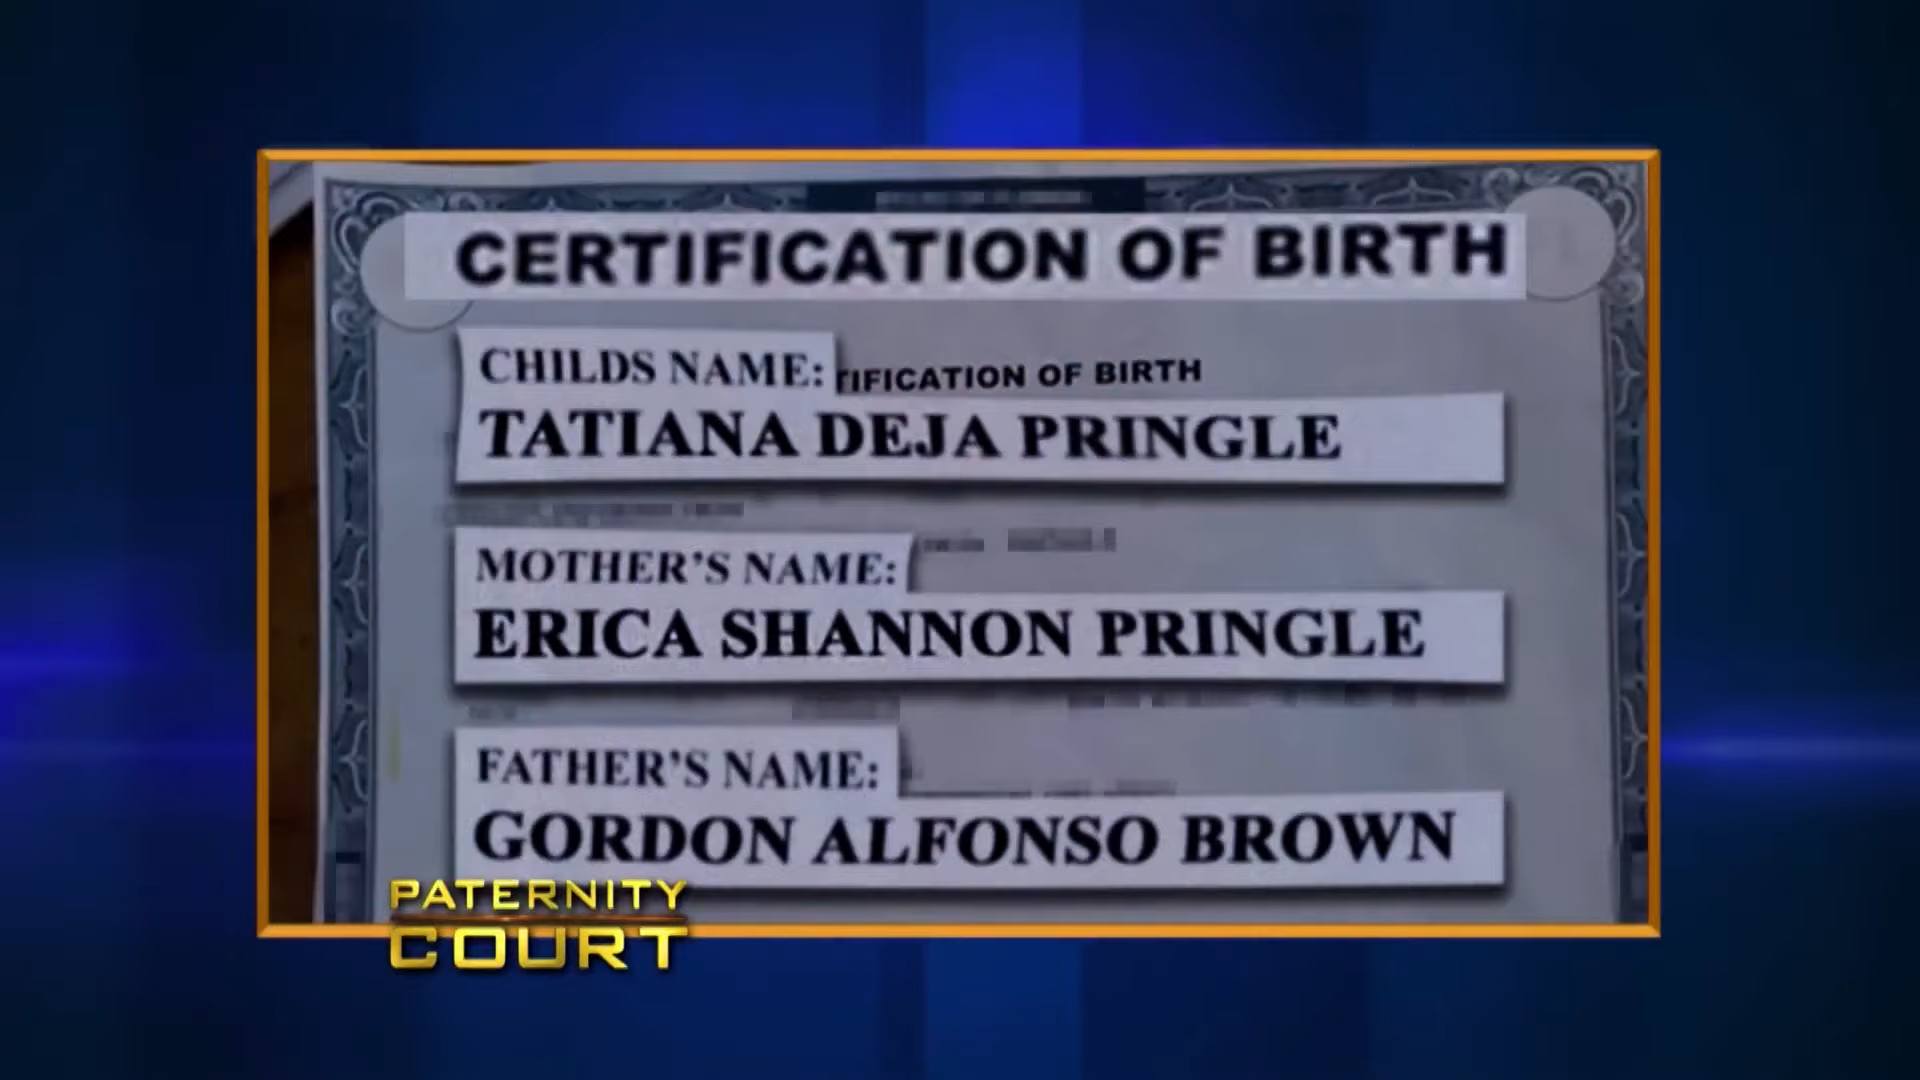 CERTIFICATION OF BIRTH
CHILDS NAME:
TIFICATION OF BIRTH
TATIANA DEJA PRINGLE
MOTHER'S NAME:
ERICA SHANNON PRINGLE
FATHER'S NAME:
GORDON ALFONSO BROWN
PATERNITY
COURT